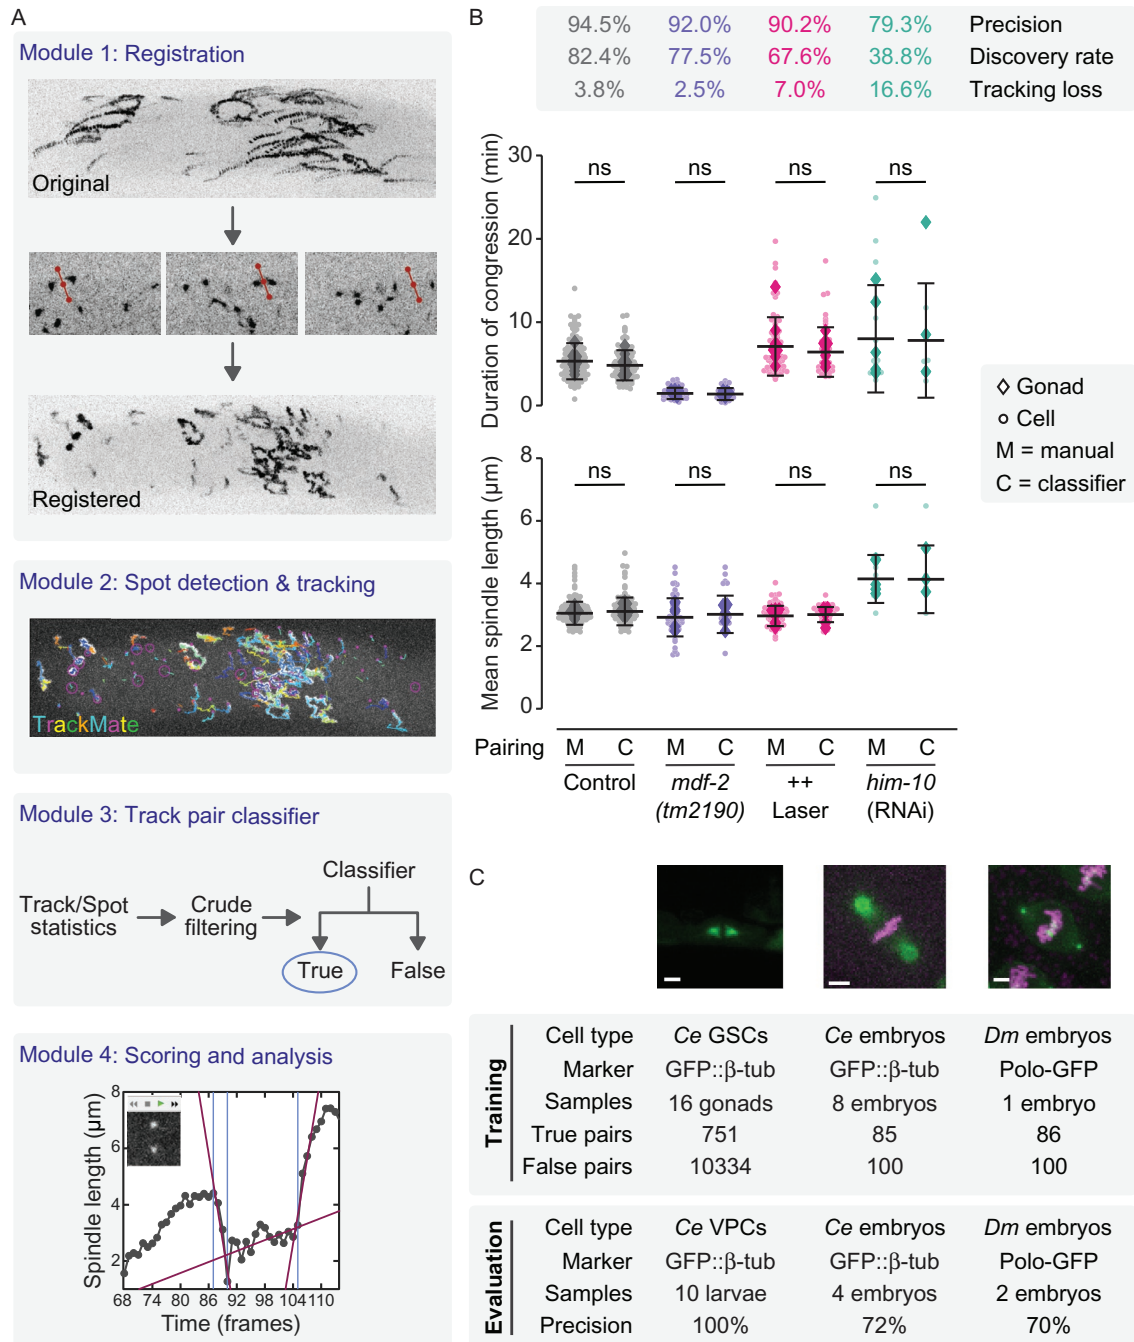 A
Module 1: Registration
Original
Registered
Module 2: Spot detection & tracking
TrackMate
Module 3: Track pair classifier
Track/Spot statistics
Crude filtering
Classifier
True
False
Module 4: Scoring and analysis
Spindle length (µm)
8
6
4
2
68 74 80 86 92 98 104 110
Time (frames)
B
94.5% 92.0% 90.2% 79.3% Precision
82.4% 77.5% 67.6% 38.8% Discovery rate
3.8% 2.5% 7.0% 16.6% Tracking loss
Duration of congression (min)
30
20
10
0
ns ns ns ns
Mean spindle length (µm)
8
6
4
2
0
ns ns ns ns
Pairing M C M C M C M C
Control mdf-2 ++ him-10
(tm2190) Laser (RNAi)
Gonad
Cell
M = manual
C = classifier
C
Training
Cell type Ce GSCs Ce embryos Dm embryos
Marker GFP::β-tub GFP::β-tub Polo-GFP
Samples 16 gonads 8 embryos 1 embryo
True pairs 751 85 86
False pairs 10334 100 100
Evaluation
Cell type Ce VPCs Ce embryos Dm embryos
Marker GFP::β-tub GFP::β-tub Polo-GFP
Samples 10 larvae 4 embryos 2 embryos
Precision 100% 72% 70%